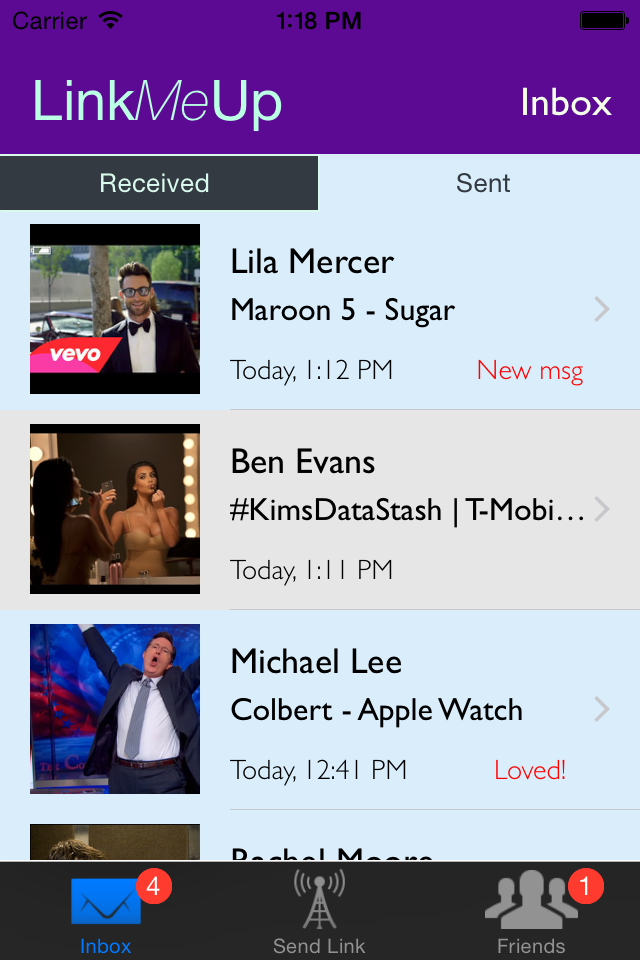 Carrier 1:18 PM
LinkMeUp Inbox
Received Sent
Lila Mercer
Maroon 5 - Sugar
vevo
Today, 1:12 PM New msg
Ben Evans
#KimsDataStash | T-Mobi…
Today, 1:11 PM
Michael Lee
Colbert - Apple Watch
Today, 12:41 PM Loved!
Rachel Moore
4 1
Inbox Send Link Friends